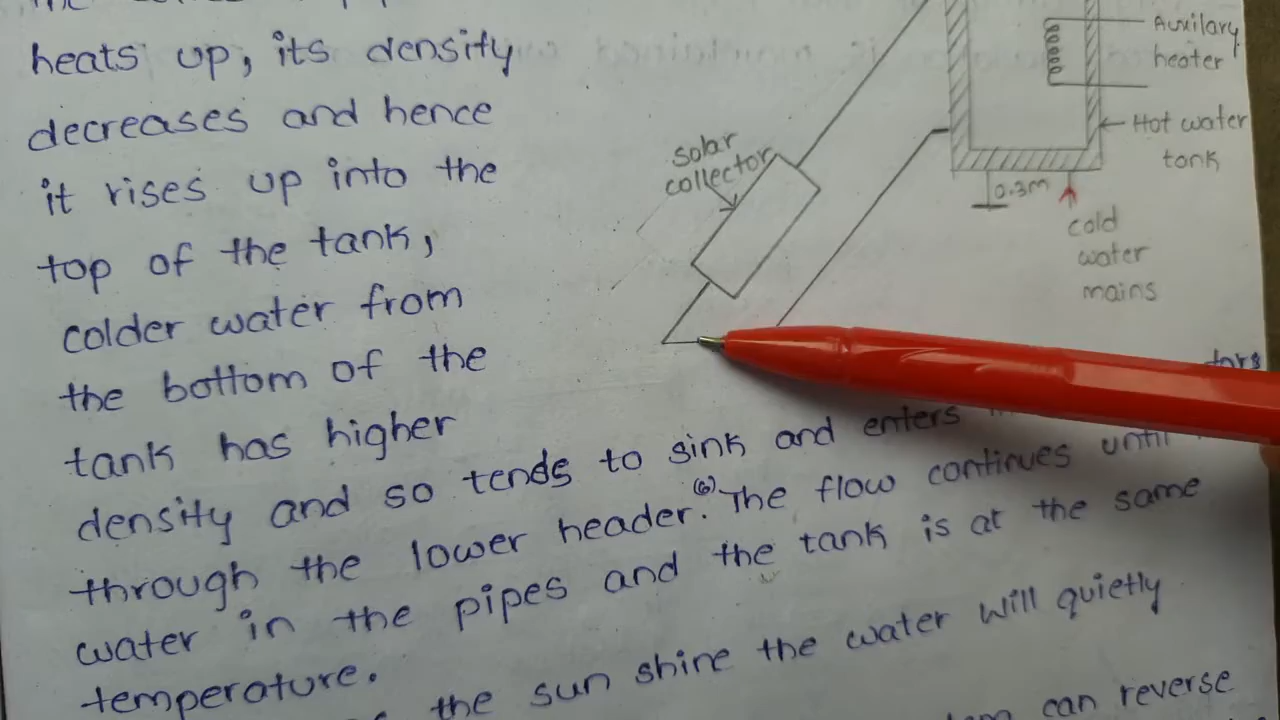 heats up, its density
decreases and hence
it rises up into the
top of the tank,
colder water from
the bottom of the
tank has higher
density and so tends to sink and enters
through the lower header. (6) The flow continues until
water in the pipes and the tank is at the same
temperature.
the sun shine the water will quietly
can reverse
solar
collector
Auxilary
heater
Hot water
tank
0.3m
cold
water
mains